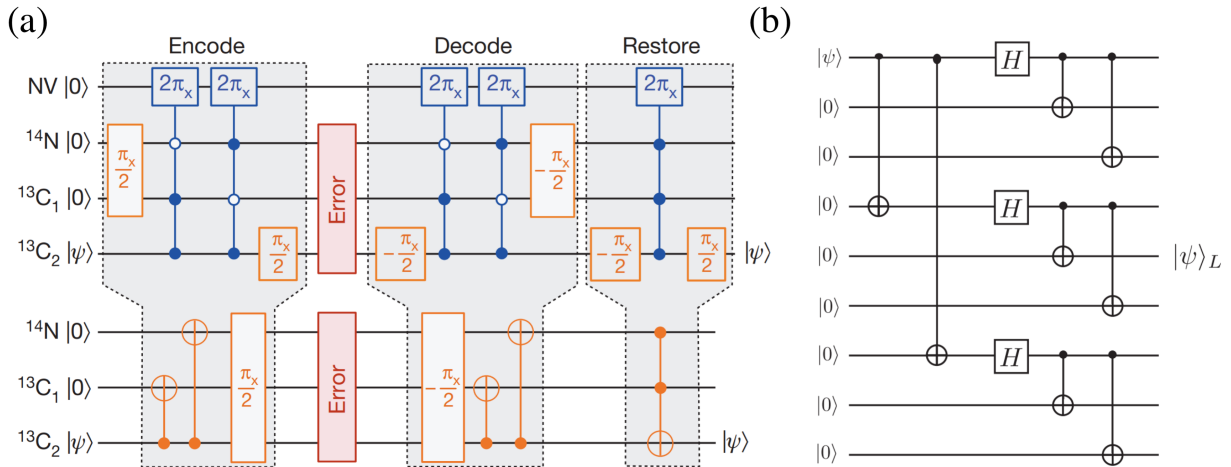 (a)
Encode
Decode
Restore
NV |0⟩
2π_x
2π_x
2π_x
2π_x
2π_x
¹⁴N |0⟩
π_x/2
Error
-π_x/2
¹³C₁ |0⟩
¹³C₂ |ψ⟩
π_x/2
-π_x/2
-π_x/2
π_x/2
|ψ⟩
¹⁴N |0⟩
¹³C₁ |0⟩
π_x/2
Error
-π_x/2
¹³C₂ |ψ⟩
|ψ⟩
(b)
|ψ⟩
H
|0⟩
|0⟩
|0⟩
H
|0⟩
|ψ⟩_L
|0⟩
|0⟩
H
|0⟩
|0⟩